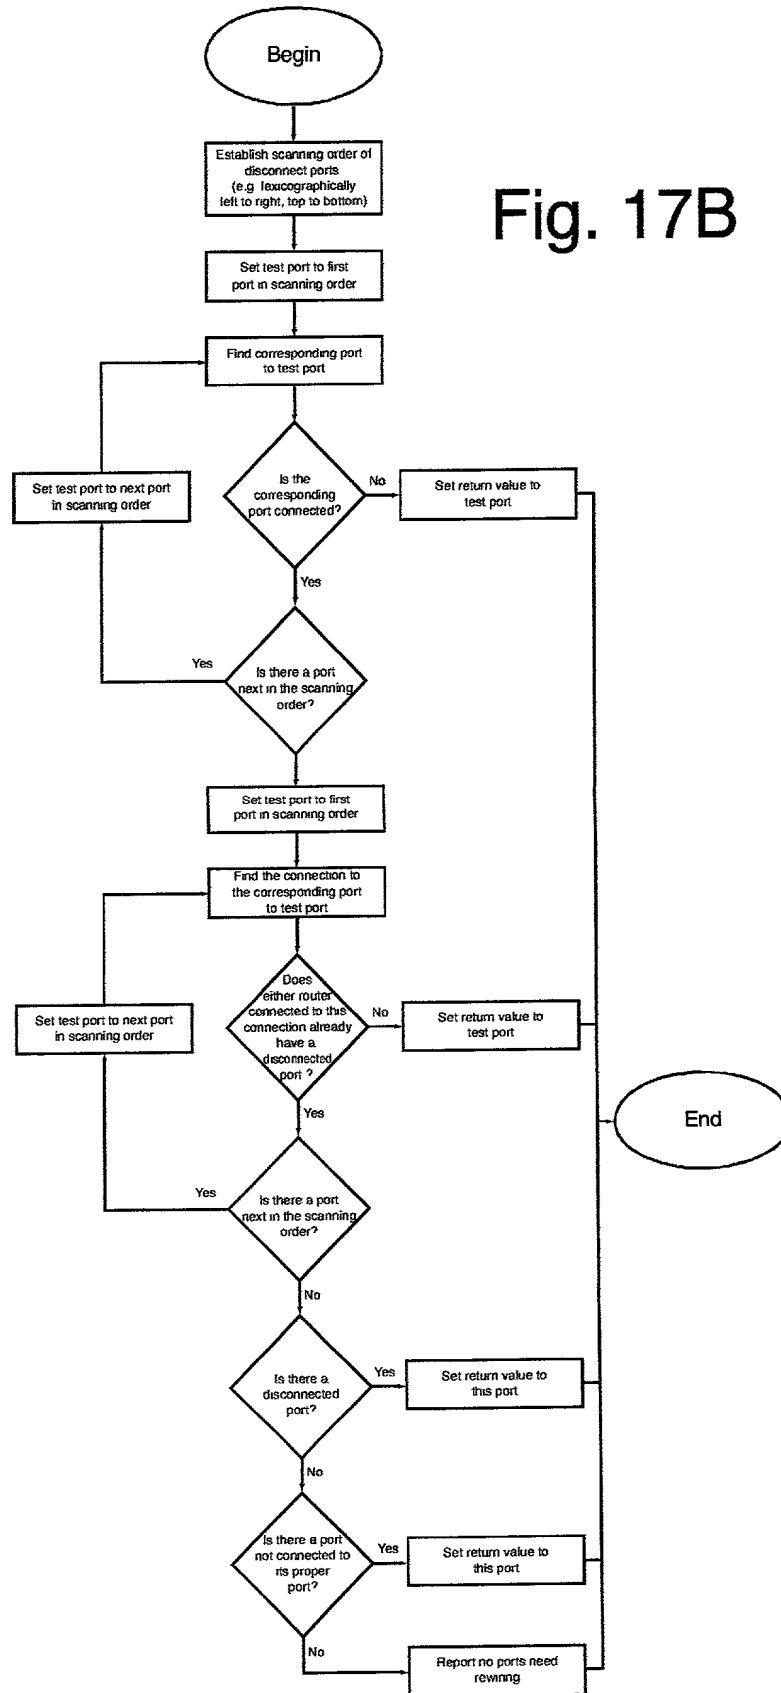 Begin
Establish scanning order of
disconnect ports
(e.g lexicographically
left to right, top to bottom)
Fig. 17B
Set test port to first
port in scanning order
Find corresponding port
to test port
Set test port to next port
in scanning order
Is the
corresponding
port connected?
No
Set return value to
test port
Yes
Yes
Is there a port
next in the scanning
order?
Set test port to first
port in scanning order
Find the connection to
the corresponding port
to test port
Set test port to next port
in scanning order
Does
either router
connected to this
connection already
have a
disconnected
port ?
No
Set return value to
test port
Yes
End
Yes
Is there a port
next in the scanning
order?
No
Is there a
disconnected
port?
Yes
Set return value to
this port
No
Is there a port
not connected to
its proper
port?
Yes
Set return value to
this port
No
Report no ports need
rewiring